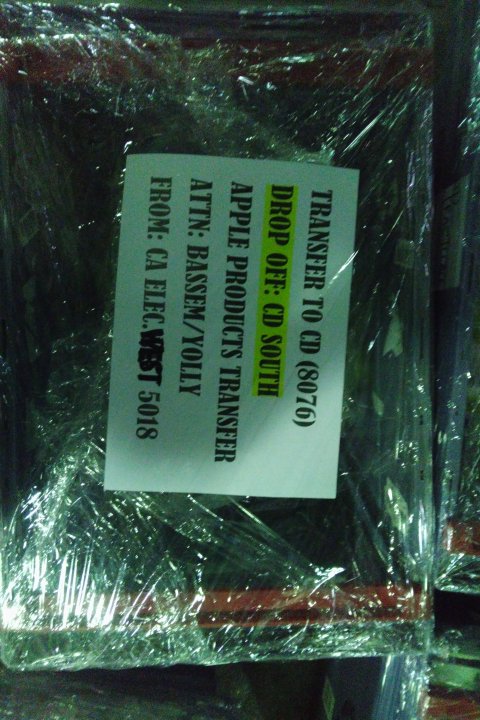 TRANSFER TO CD (8076)
DROP OFF: CD SOUTH
APPLE PRODUCTS TRANSFER
ATTN: BASSEM/YOLLY
FROM: CA ELEC.WEST 5018